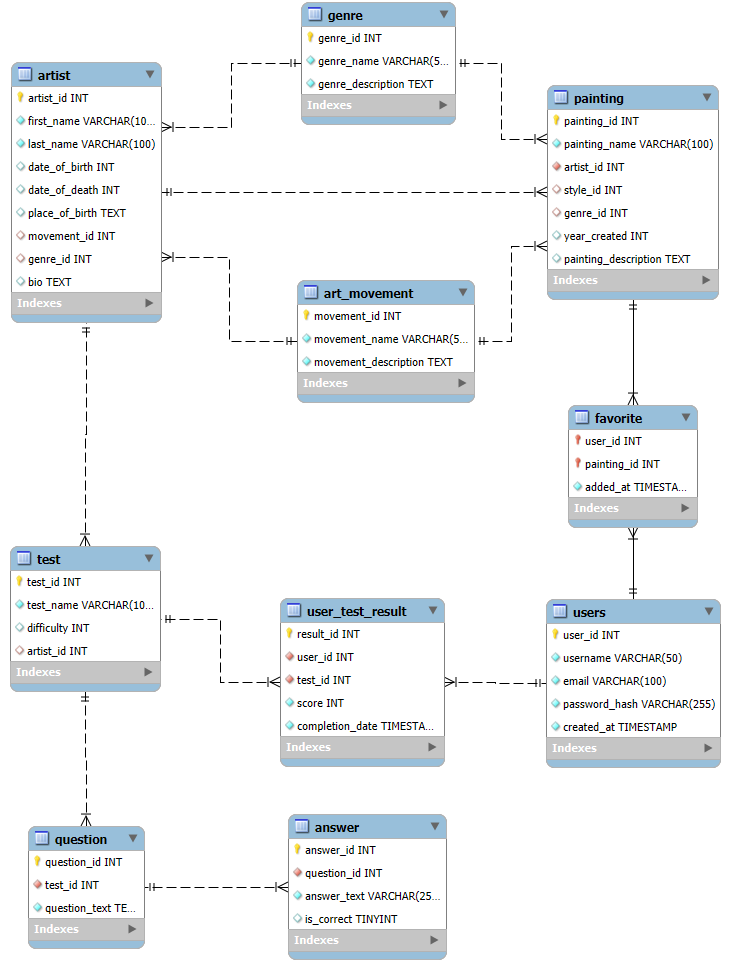 genre
genre_id INT
genre_name VARCHAR(5...
genre_description TEXT
Indexes
artist
artist_id INT
first_name VARCHAR(10...
last_name VARCHAR(100)
date_of_birth INT
date_of_death INT
place_of_birth TEXT
movement_id INT
genre_id INT
bio TEXT
Indexes
painting
painting_id INT
painting_name VARCHAR(100)
artist_id INT
style_id INT
genre_id INT
year_created INT
painting_description TEXT
Indexes
art_movement
movement_id INT
movement_name VARCHAR(5...
movement_description TEXT
Indexes
favorite
user_id INT
painting_id INT
added_at TIMESTA...
Indexes
test
test_id INT
test_name VARCHAR(10...
difficulty INT
artist_id INT
Indexes
user_test_result
result_id INT
user_id INT
test_id INT
score INT
completion_date TIMESTA...
Indexes
users
user_id INT
username VARCHAR(50)
email VARCHAR(100)
password_hash VARCHAR(255)
created_at TIMESTAMP
Indexes
question
question_id INT
test_id INT
question_text TE...
Indexes
answer
answer_id INT
question_id INT
answer_text VARCHAR(25...
is_correct TINYINT
Indexes